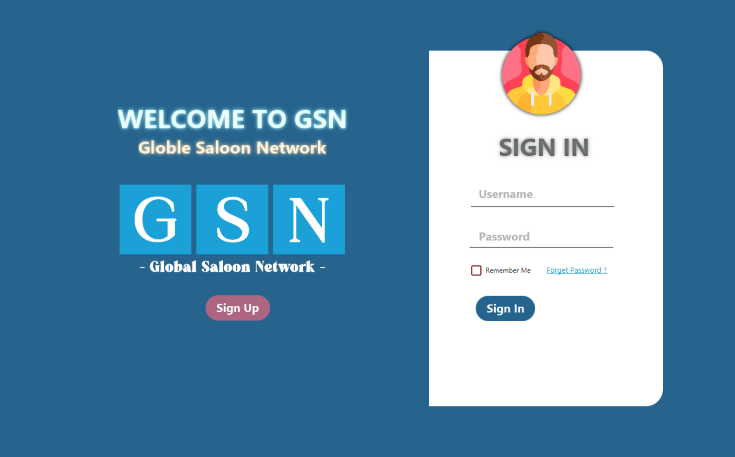 WELCOME TO GSN
Globle Saloon Network
G S N
- Global Saloon Network -
Sign Up
SIGN IN
Username
Password
Remember Me
Forget Password ?
Sign In